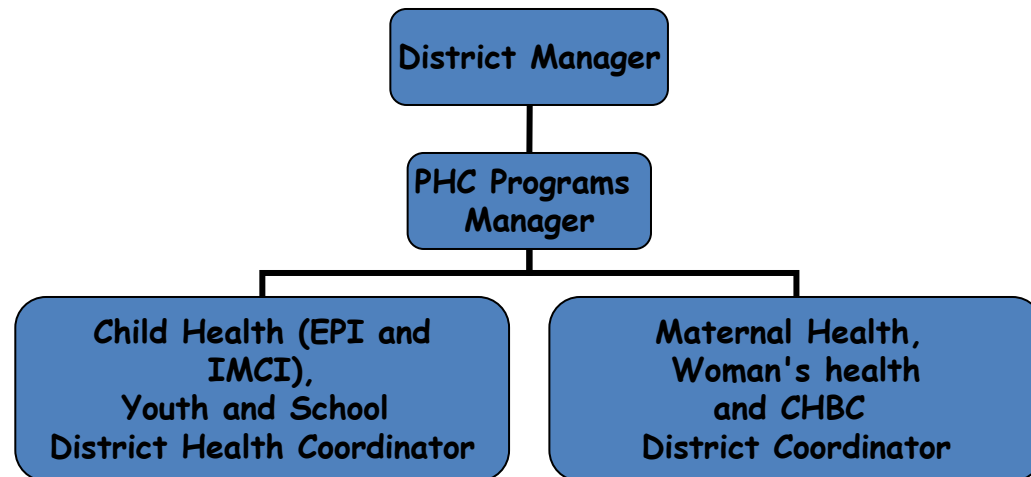 District Manager
PHC Programs
Manager
Child Health (EPI and
IMCI),
Youth and School
District Health Coordinator
Maternal Health,
Woman's health
and CHBC
District Coordinator